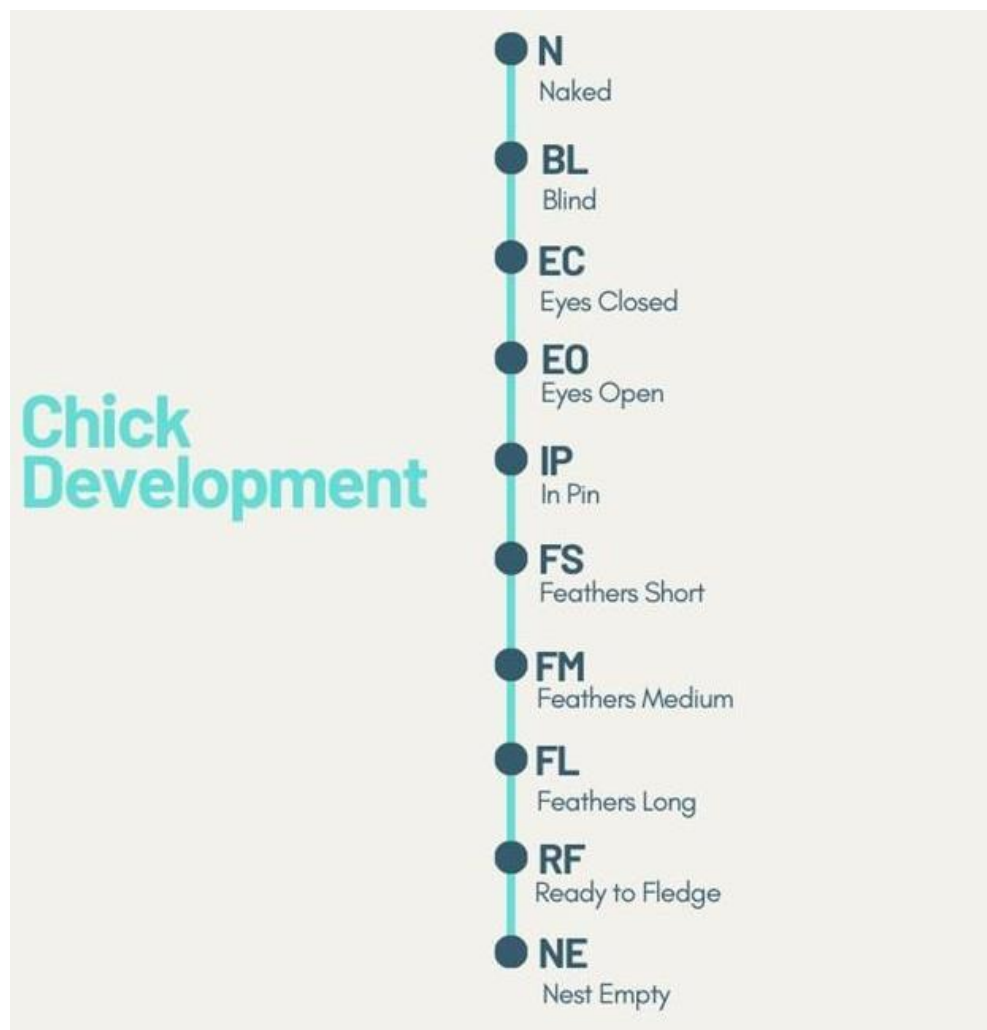 Chick
Development
N
Naked
BL
Blind
EC
Eyes Closed
EO
Eyes Open
IP
In Pin
FS
Feathers Short
FM
Feathers Medium
FL
Feathers Long
RF
Ready to Fledge
NE
Nest Empty